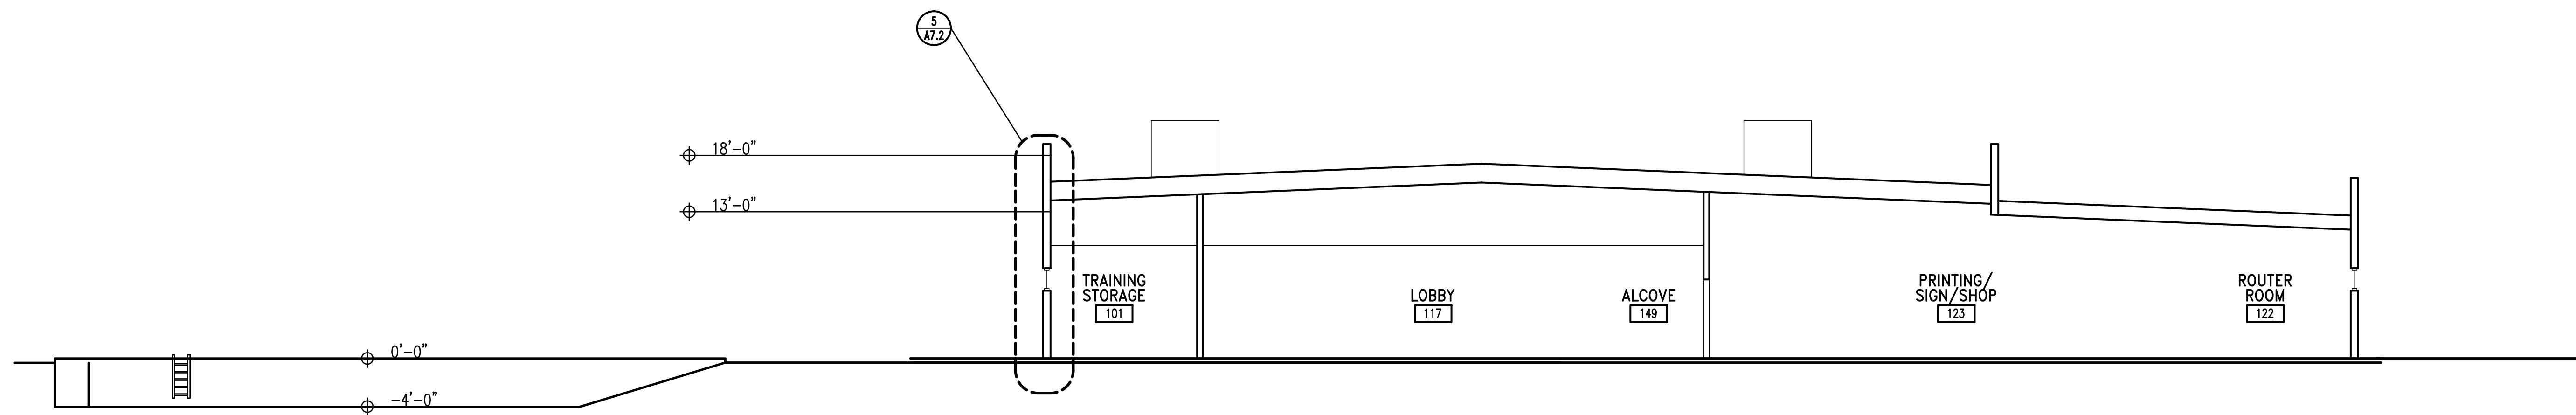 5
A7.2
18'-0"
13'-0"
TRAINING
STORAGE
101
LOBBY
117
ALCOVE
149
PRINTING/
SIGN/SHOP
123
ROUTER
ROOM
122
0'-0"
-4'-0"